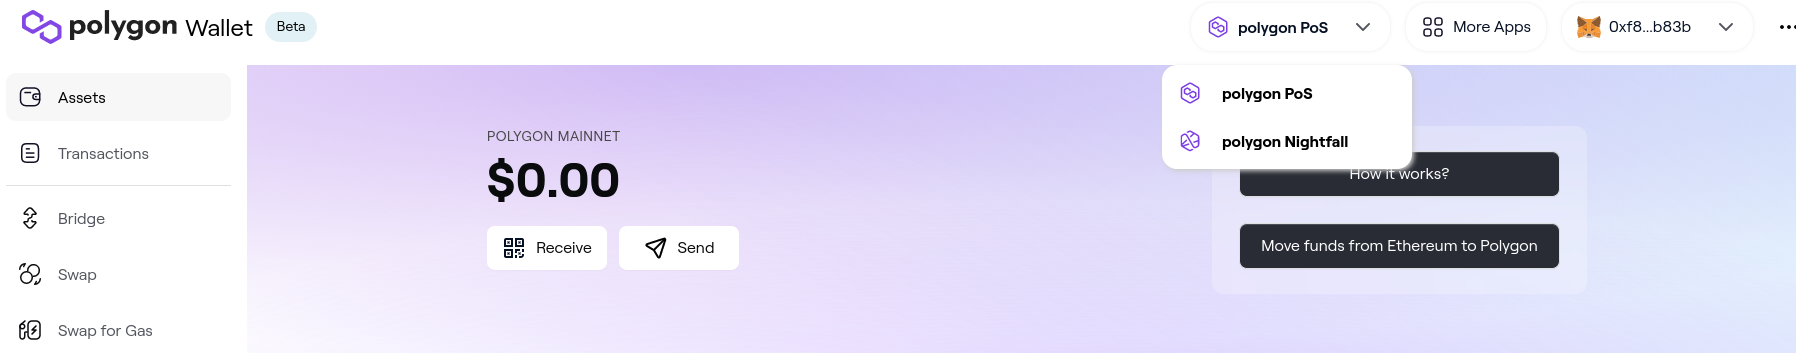 polygon Wallet Beta
polygon PoS
More Apps
0xf8...b83b
Assets
Transactions
Bridge
Swap
Swap for Gas
POLYGON MAINNET
$0.00
Receive
Send
polygon PoS
polygon Nightfall
How it works?
Move funds from Ethereum to Polygon